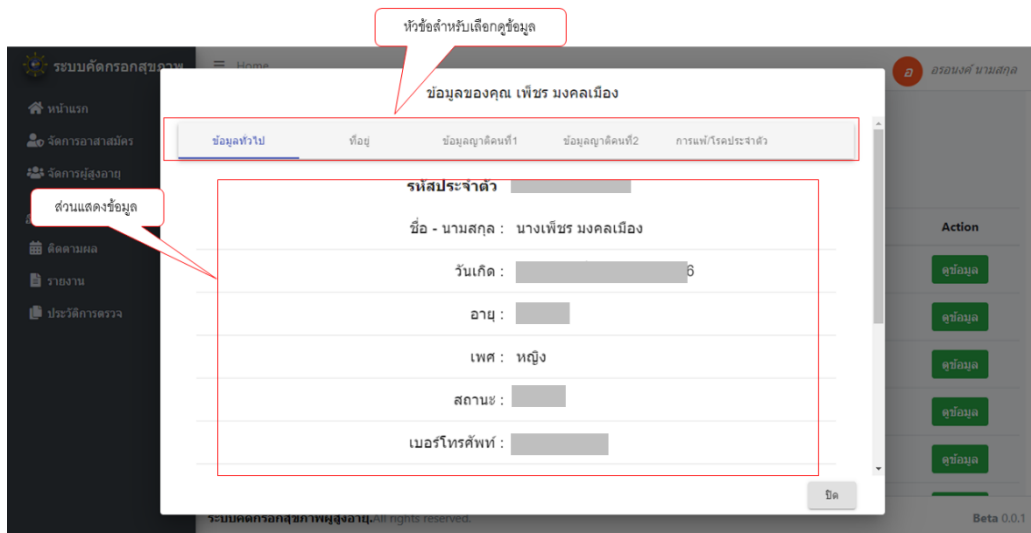 หัวข้อสำหรับเลือกดูข้อมูล
ระบบคัดกรอกสุขภาพ
Home
อ อรอนงค์ นามสกุล
ข้อมูลของคุณ เพ็ชร มงคลเมือง
หน้าแรก
จัดการอาสาสมัคร
จัดการผู้สูงอายุ
ข้อมูลทั่วไป ที่อยู่ ข้อมูลญาติคนที่1 ข้อมูลญาติคนที่2 การแพ้/โรคประจำตัว
รหัสประจำตัว
ส่วนแสดงข้อมูล
ชื่อ - นามสกุล : นางเพ็ชร มงคลเมือง
Action
ติดตามผล
วันเกิด : 6
ดูข้อมูล
รายงาน
ประวัติการตรวจ
อายุ :
ดูข้อมูล
เพศ : หญิง
ดูข้อมูล
สถานะ :
ดูข้อมูล
เบอร์โทรศัพท์ :
ดูข้อมูล
ปิด
ระบบคัดกรอกสุขภาพผู้สูงอายุ.All rights reserved.
Beta 0.0.1